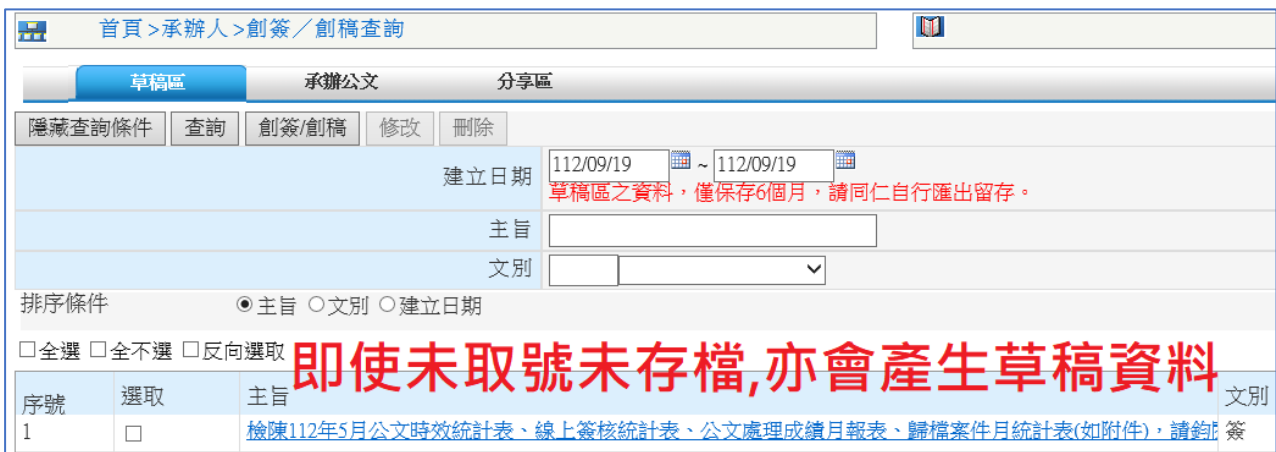 首頁>承辦人>創簽／創稿查詢
草稿區 承辦公文 分享區
隱藏查詢條件 查詢 創簽/創稿 修改 刪除
建立日期 112/09/19 ~ 112/09/19
草稿區之資料，僅保存6個月，請同仁自行匯出留存。
主旨
文別
排序條件 主旨 文別 建立日期
全選 全不選 反向選取
即使未取號未存檔,亦會產生草稿資料
序號 選取 主旨 文別
1 檢陳112年5月公文時效統計表、線上簽核統計表、公文處理成績月報表、歸檔案件月統計表(如附件)，請鈞 簽